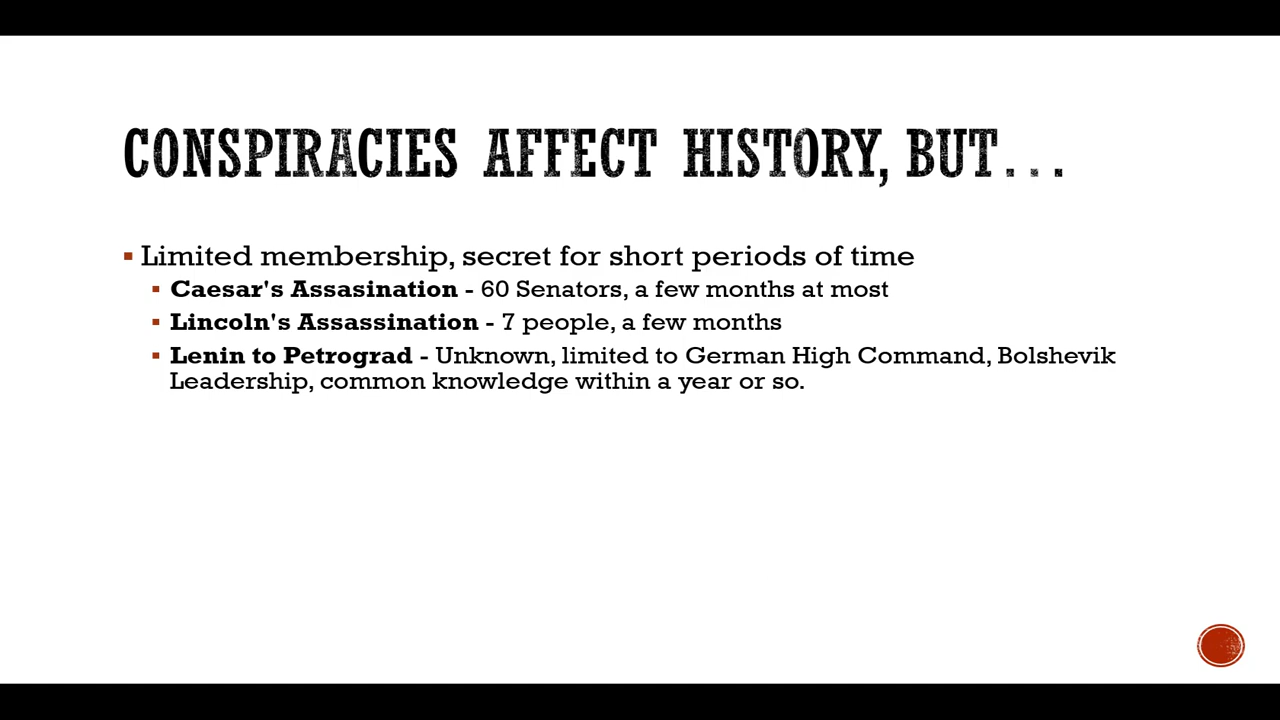 CONSPIRACIES AFFECT HISTORY, BUT...
Limited membership, secret for short periods of time
Caesar's Assasination - 60 Senators, a few months at most
Lincoln's Assassination - 7 people, a few months
Lenin to Petrograd - Unknown, limited to German High Command, Bolshevik
Leadership, common knowledge within a year or so.